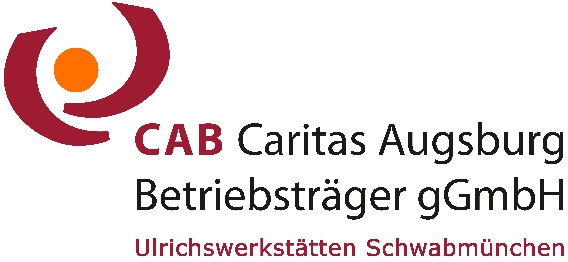 CAB Caritas Augsburg
Betriebsträger gGmbH
Ulrichswerkstätten Schwabmünchen